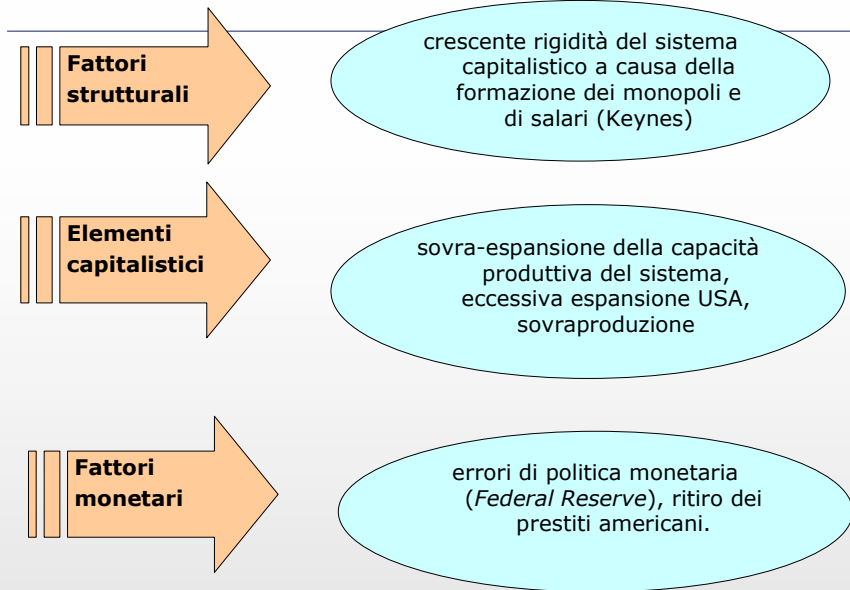 Fattori
strutturali
crescente rigidità del sistema
capitalistico a causa della
formazione dei monopoli e
di salari (Keynes)
Elementi
capitalistici
sovra-espansione della capacità
produttiva del sistema,
eccessiva espansione USA,
sovraproduzione
Fattori
monetari
errori di politica monetaria
(Federal Reserve), ritiro dei
prestiti americani.